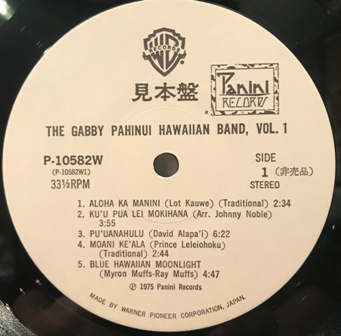 WB
RECORDS
Panini
RECORDS
見本盤
THE GABBY PAHINUI HAWAIIAN BAND, VOL. 1
P-10582W
(P-10582W1)
33⅓RPM
SIDE
1 (非売品)
STEREO
1. ALOHA KA MANINI (Lot Kauwe) (Traditional) 2:34
2. KU'U PUA LEI MOKIHANA (Arr. Johnny Noble)
3:55
3. PU'UANAHULU (David Alapa'i) 6:22
4. MOANI KE'ALA (Prince Leleiohoku)
(Traditional) 2:44
5. BLUE HAWAIIAN MOONLIGHT
(Myron Muffs-Ray Muffs) 4:47
Ⓟ1975 Panini Records
MADE BY WARNER PIONEER CORPORATION, JAPAN.